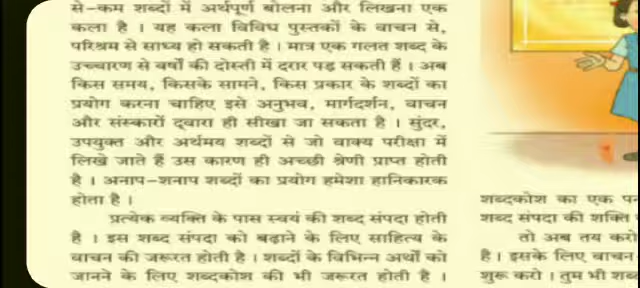 से-कम शब्दों में अर्थपूर्ण बोलना और लिखना एक
कला है । यह कला विविध पुस्तकों के वाचन से,
परिश्रम से साध्य हो सकती है । मात्र एक गलत शब्द के
उच्चारण से वर्षों की दोस्ती में दरार पड़ सकती हैं । अब
किस समय, किसके सामने, किस प्रकार के शब्दों का
प्रयोग करना चाहिए इसे अनुभव, मार्गदर्शन, वाचन
और संस्कारों द्वारा ही सीखा जा सकता है । सुंदर,
उपयुक्त और अर्थमय शब्दों से जो वाक्य परीक्षा में
लिखे जाते हैं उस कारण ही अच्छी श्रेणी प्राप्त होती
है । अनाप-शनाप शब्दों का प्रयोग हमेशा हानिकारक
होता है ।
प्रत्येक व्यक्ति के पास स्वयं की शब्द संपदा होती
है । इस शब्द संपदा को बढ़ाने के लिए साहित्य के
वाचन की जरूरत होती है । शब्दों के विभिन्न अर्थों को
जानने के लिए शब्दकोश की भी जरूरत होती है ।
शब्दकोश का एक
शब्द संपदा की शक्ति
तो अब तय करो
है । इसके लिए वाचन
शुरू करो । तुम भी